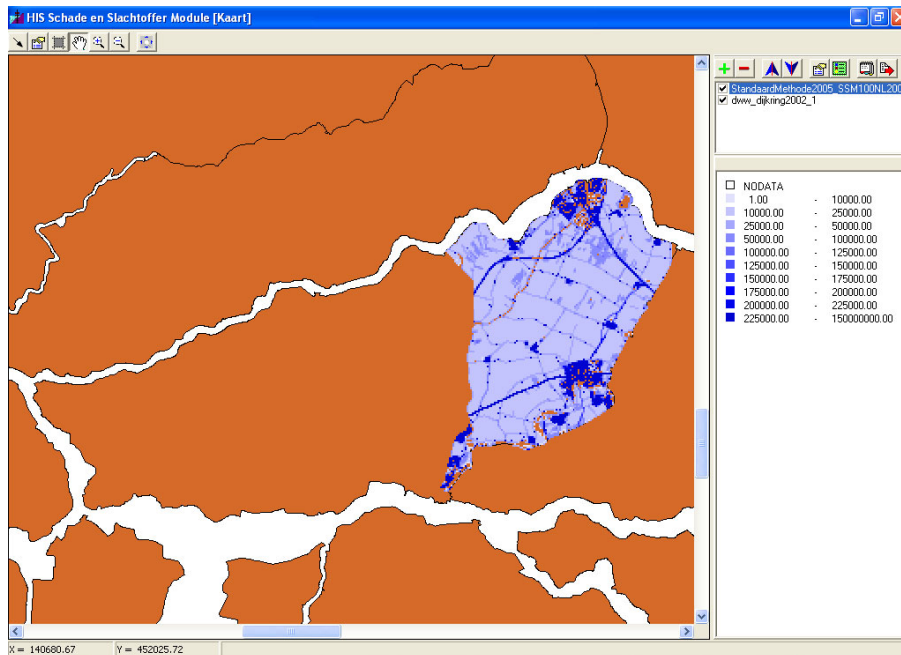 HIS Schade en Slachtoffer Module [Kaart]
StandaardMethode2005_SSM100NL200
dww_dijkring2002_1
NODATA
1.00 - 10000.00
10000.00 - 25000.00
25000.00 - 50000.00
50000.00 - 100000.00
100000.00 - 125000.00
125000.00 - 150000.00
150000.00 - 175000.00
175000.00 - 200000.00
200000.00 - 225000.00
225000.00 - 150000000.00
X = 140680.67 Y = 452025.72